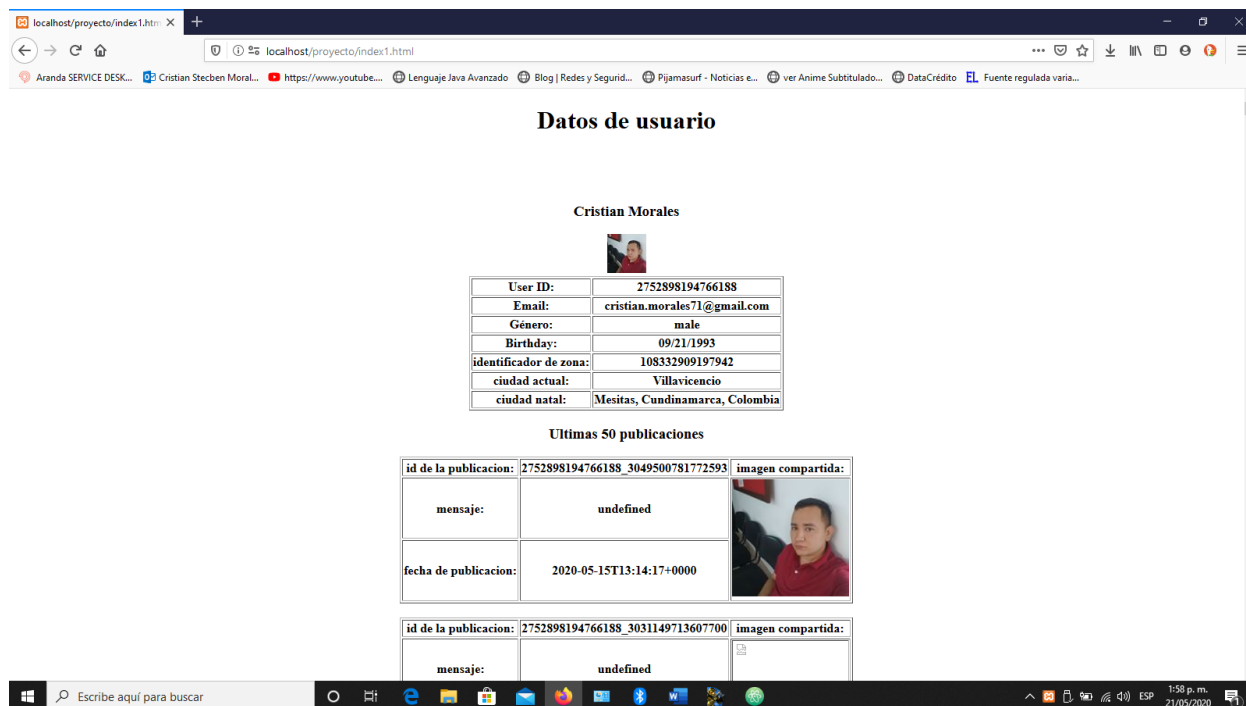 localhost/proyecto/index1.htm
localhost/proyecto/index1.html
Aranda SERVICE DESK... Cristian Stecben Moral... https://www.youtube.... Lenguaje Java Avanzado Blog | Redes y Segurid... Pijamasurf - Noticias e... ver Anime Subtitulado... DataCrédito EL Fuente regulada varia...
Datos de usuario
Cristian Morales
User ID: 2752898194766188
Email: cristian.morales71@gmail.com
Género: male
Birthday: 09/21/1993
identificador de zona: 108332909197942
ciudad actual: Villavicencio
ciudad natal: Mesitas, Cundinamarca, Colombia
Ultimas 50 publicaciones
id de la publicacion: 2752898194766188_3049500781772593 imagen compartida:
mensaje: undefined
fecha de publicacion: 2020-05-15T13:14:17+0000
id de la publicacion: 2752898194766188_3031149713607700 imagen compartida:
mensaje: undefined
Escribe aquí para buscar
ESP
1:58 p. m.
21/05/2020